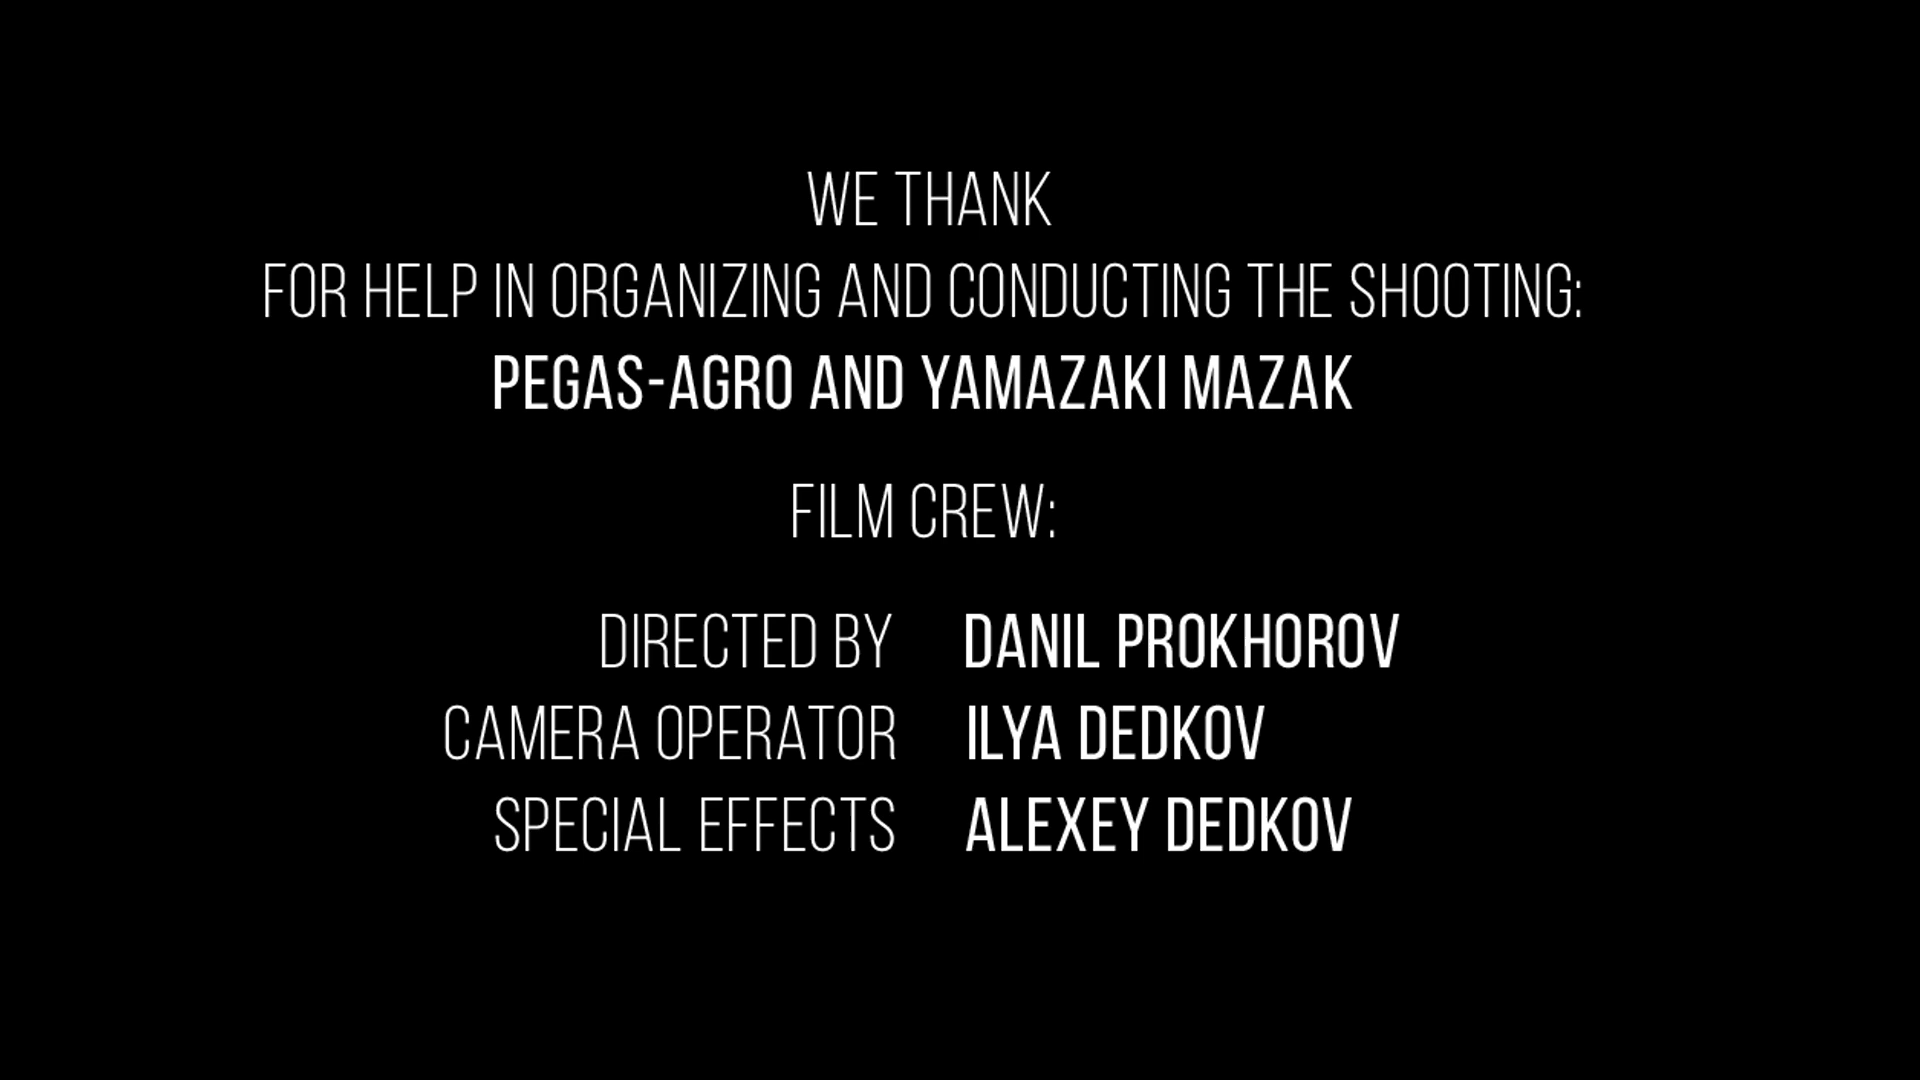 WE THANK
FOR HELP IN ORGANIZING AND CONDUCTING THE SHOOTING:
PEGAS-AGRO AND YAMAZAKI MAZAK
FILM CREW:
DIRECTED BY DANIL PROKHOROV
CAMERA OPERATOR ILYA DEDKOV
SPECIAL EFFECTS ALEXEY DEDKOV